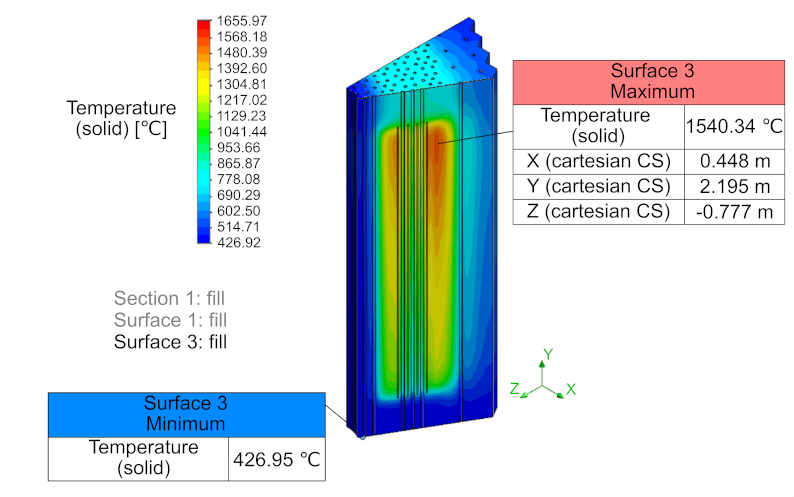 1655.97
1568.18
1480.39
1392.60
1304.81
1217.02
1129.23
1041.44
953.66
865.87
778.08
690.29
602.50
514.71
426.92
Temperature
(solid) [℃]
Surface 3
Maximum
Temperature
(solid)
1540.34 ℃
X (cartesian CS) 0.448 m
Y (cartesian CS) 2.195 m
Z (cartesian CS) -0.777 m
Section 1: fill
Surface 1: fill
Surface 3: fill
Y
Z
X
Surface 3
Minimum
Temperature
(solid)
426.95 ℃